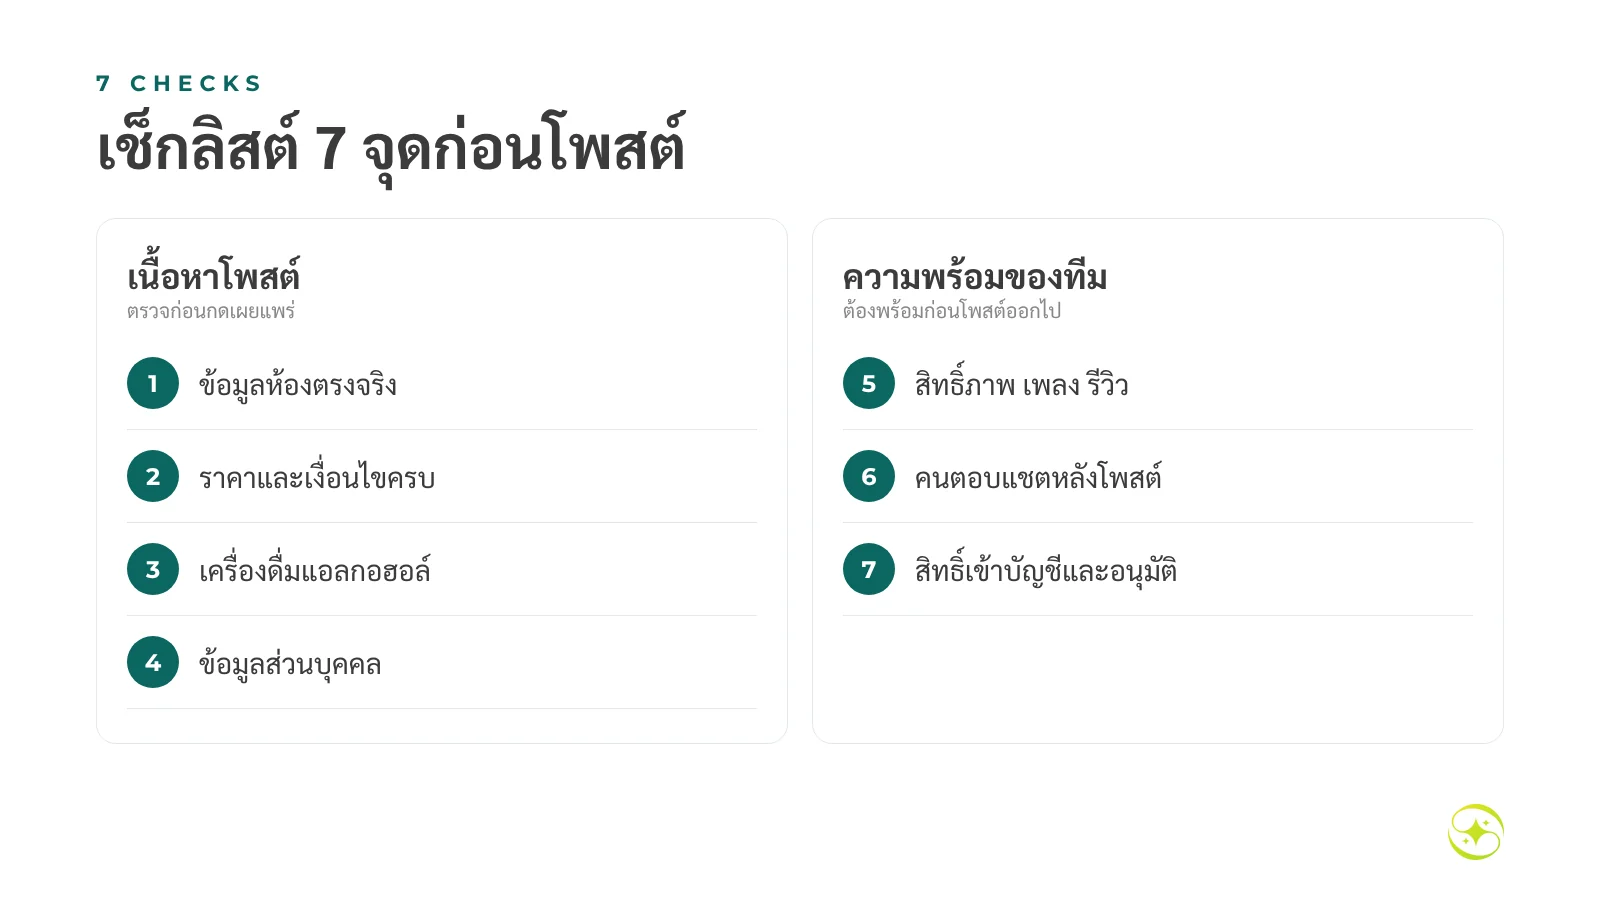 7 CHECKS
เช็กลิสต์ 7 จุดก่อนโพสต์
เนื้อหาโพสต์
ตรวจก่อนกดเผยแพร่
1 ข้อมูลห้องตรงจริง
2 ราคาและเงื่อนไขครบ
3 เครื่องดื่มแอลกอฮอล์
4 ข้อมูลส่วนบุคคล
ความพร้อมของทีม
ต้องพร้อมก่อนโพสต์ออกไป
5 สิทธิ์ภาพ เพลง รีวิว
6 คนตอบแชตหลังโพสต์
7 สิทธิ์เข้าบัญชีและอนุมัติ